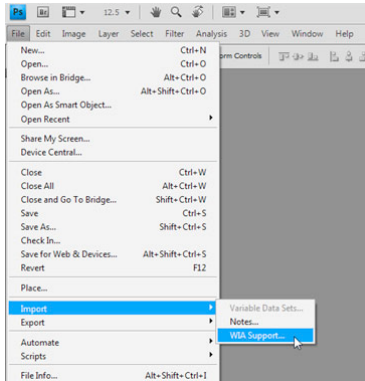 Ps Br 12.5
File Edit Image Layer Select Filter Analysis 3D View Window Help
New... Ctrl+N
Open... Ctrl+O
Browse in Bridge... Alt+Ctrl+O
Open As... Alt+Shift+Ctrl+O
Open As Smart Object...
Open Recent
Share My Screen...
Device Central...
Close Ctrl+W
Close All Alt+Ctrl+W
Close and Go To Bridge... Shift+Ctrl+W
Save Ctrl+S
Save As... Shift+Ctrl+S
Check In...
Save for Web & Devices... Alt+Shift+Ctrl+S
Revert F12
Place...
Import
Export
Automate
Scripts
File Info... Alt+Shift+Ctrl+I
orm Controls
Variable Data Sets...
Notes...
WIA Support...